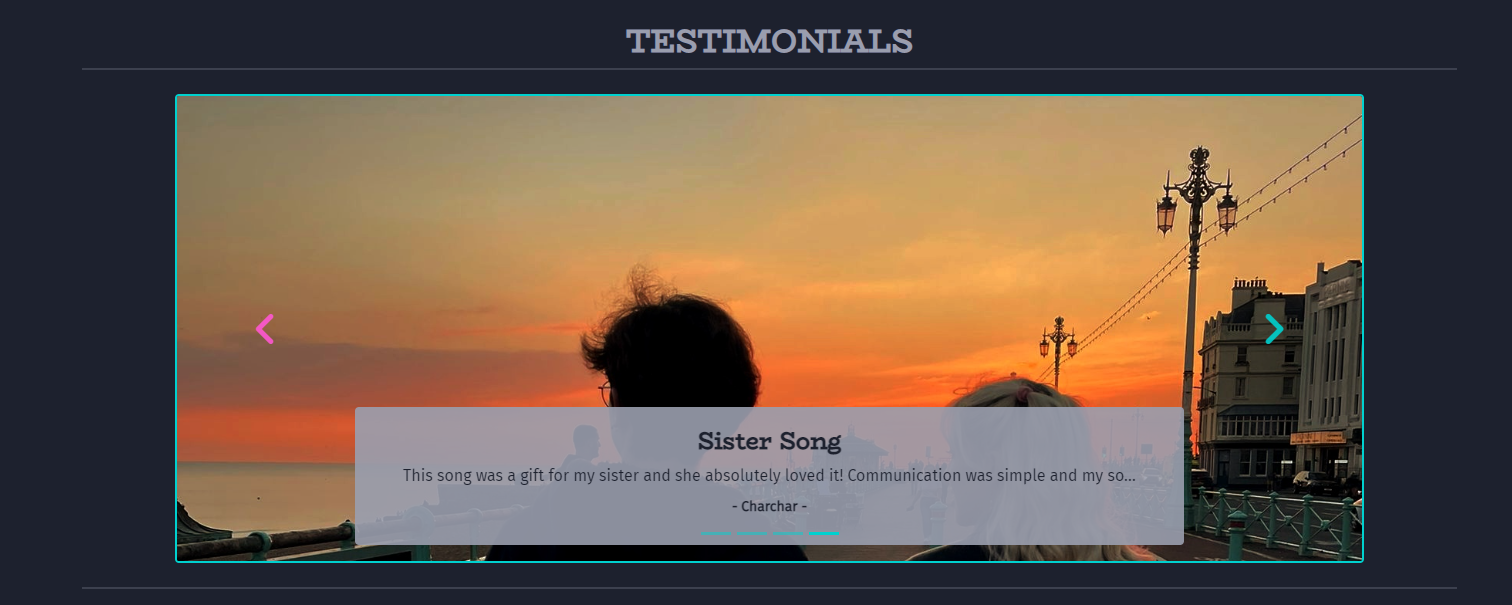 TESTIMONIALS
Sister Song
This song was a gift for my sister and she absolutely loved it! Communication was simple and my so...
- Charchar -